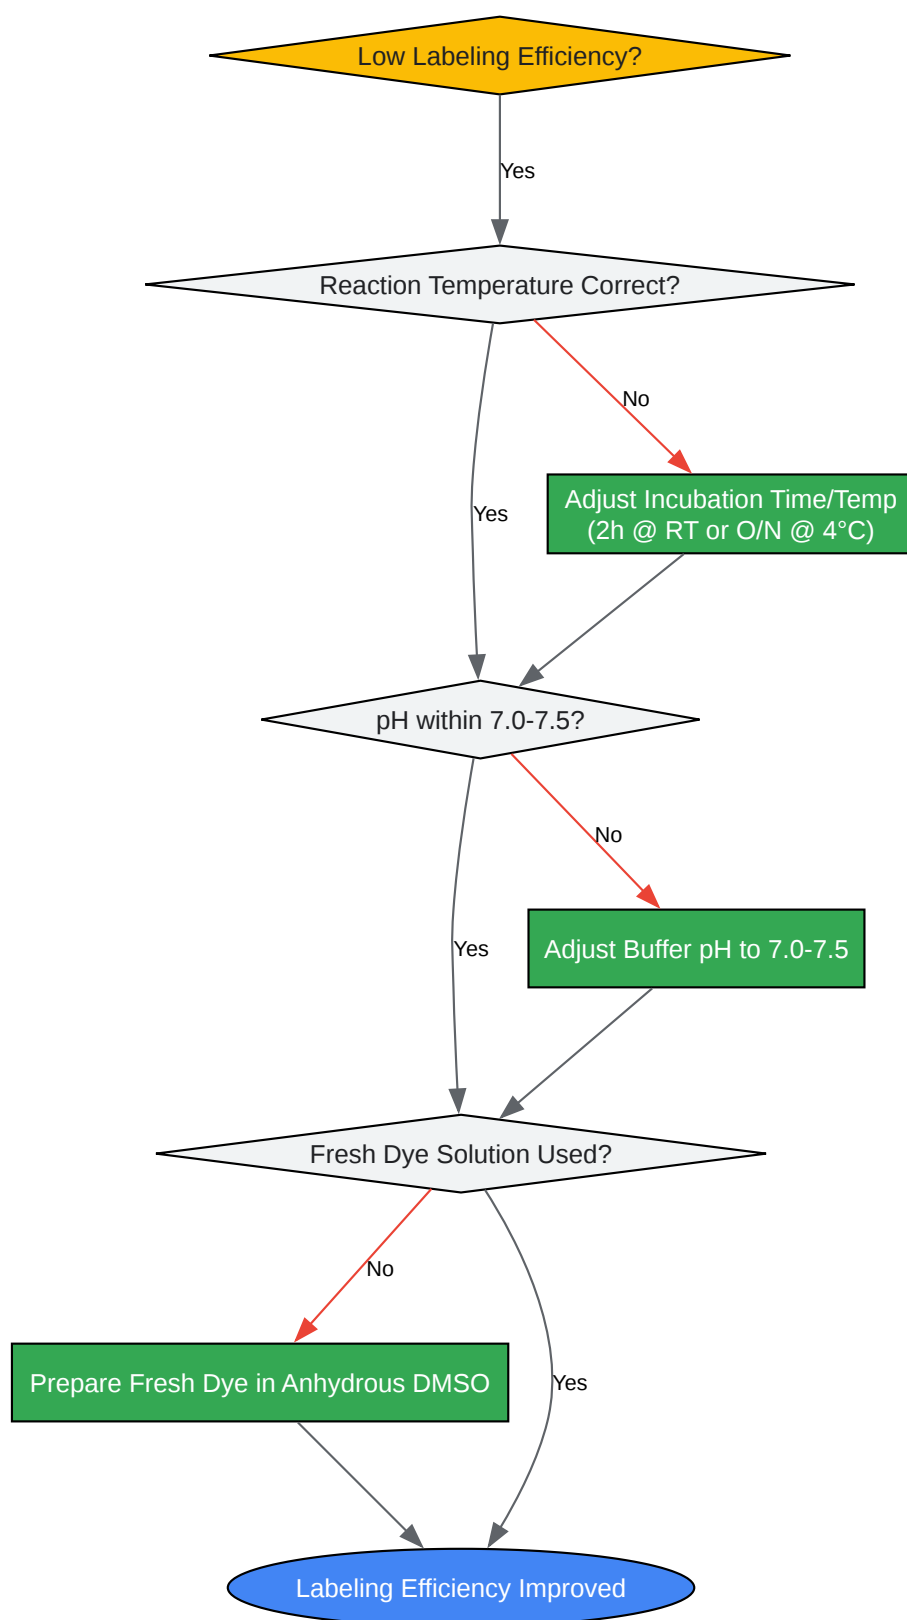 Low Labeling Efficiency?
Yes
Reaction Temperature Correct?
No
Adjust Incubation Time/Temp
(2h @ RT or O/N @ 4°C)
Yes
pH within 7.0-7.5?
No
Adjust Buffer pH to 7.0-7.5
Yes
Fresh Dye Solution Used?
No
Prepare Fresh Dye in Anhydrous DMSO
Yes
Labeling Efficiency Improved